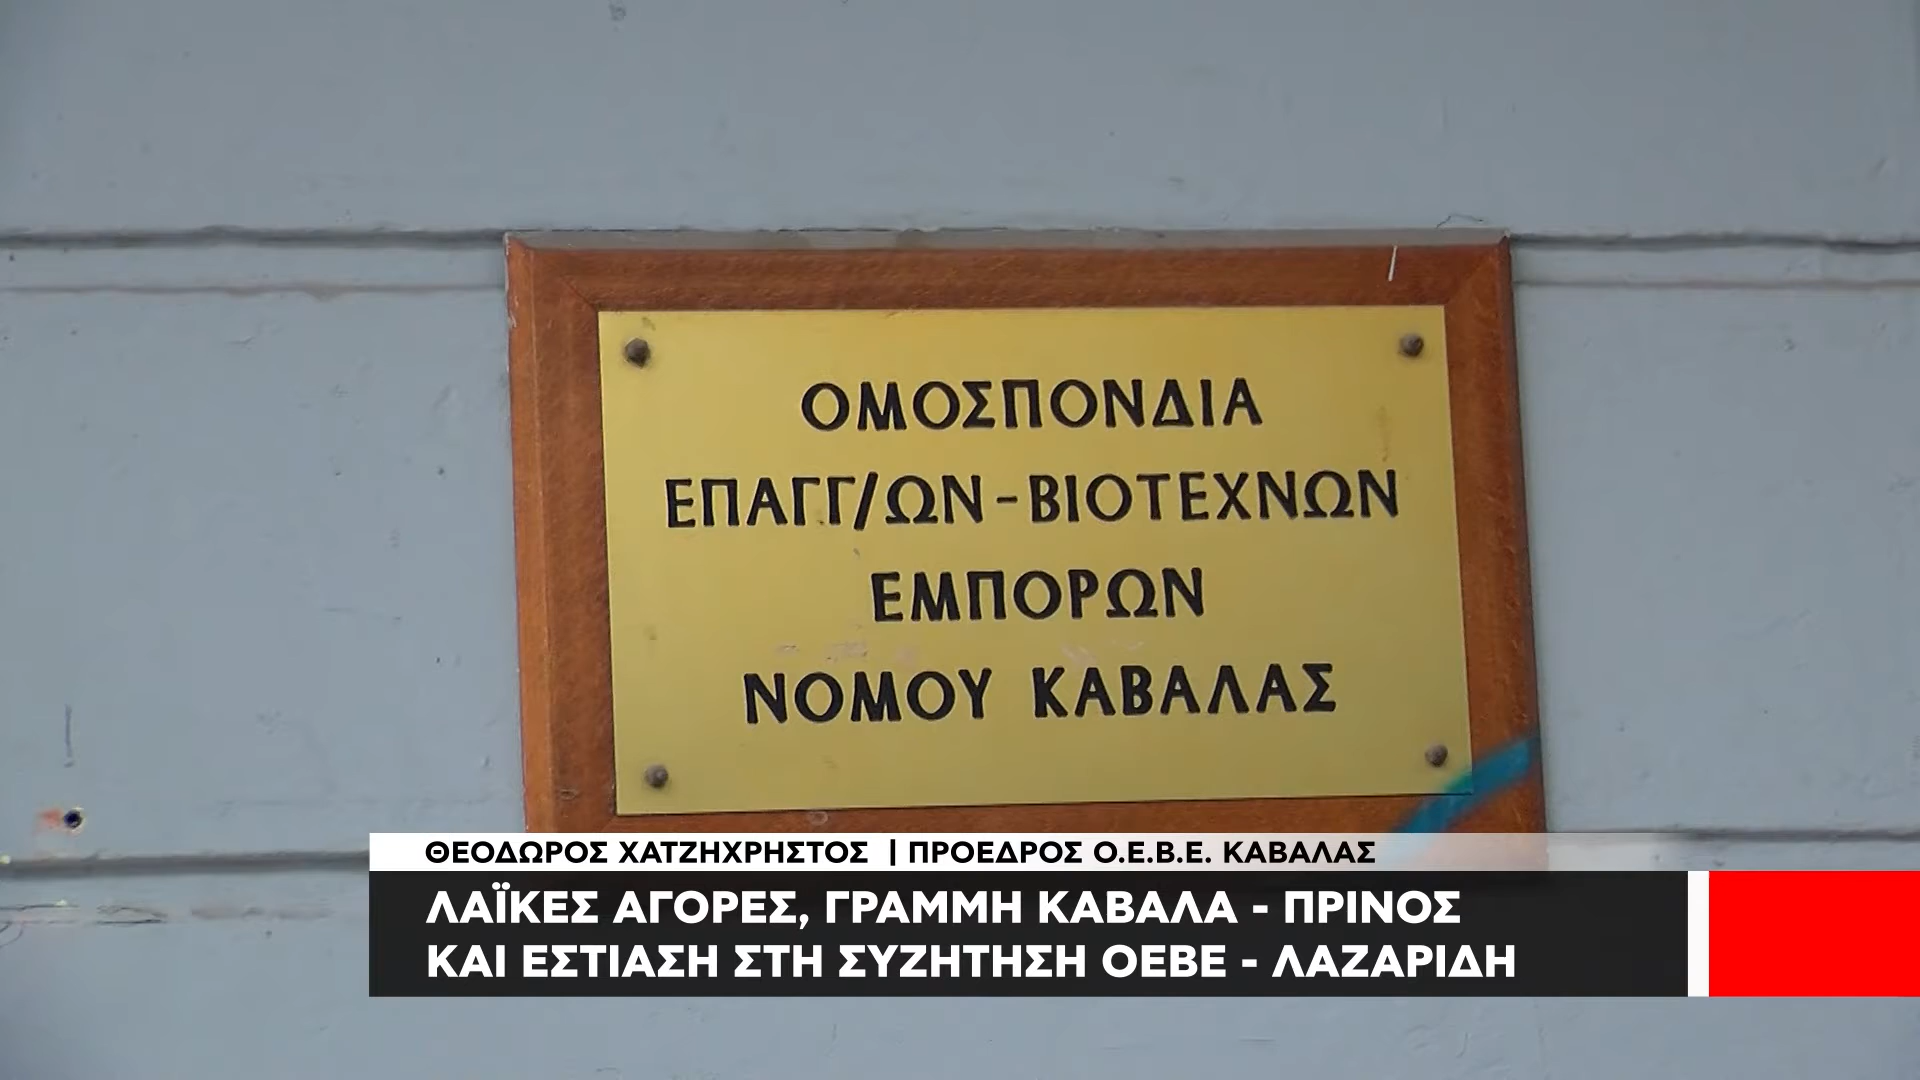 ΟΜΟΣΠΟΝΔΙΑ
ΕΠΑΓΓ/ΩΝ-ΒΙΟΤΕΧΝΩΝ
ΕΜΠΟΡΩΝ
ΝΟΜΟΥ ΚΑΒΑΛΑΣ
ΘΕΟΔΩΡΟΣ ΧΑΤΖΗΧΡΗΣΤΟΣ | ΠΡΟΕΔΡΟΣ Ο.Ε.Β.Ε. ΚΑΒΑΛΑΣ
ΛΑΪΚΕΣ ΑΓΟΡΕΣ, ΓΡΑΜΜΗ ΚΑΒΑΛΑ - ΠΡΙΝΟΣ
ΚΑΙ ΕΣΤΙΑΣΗ ΣΤΗ ΣΥΖΗΤΗΣΗ ΟΕΒΕ - ΛΑΖΑΡΙΔΗ